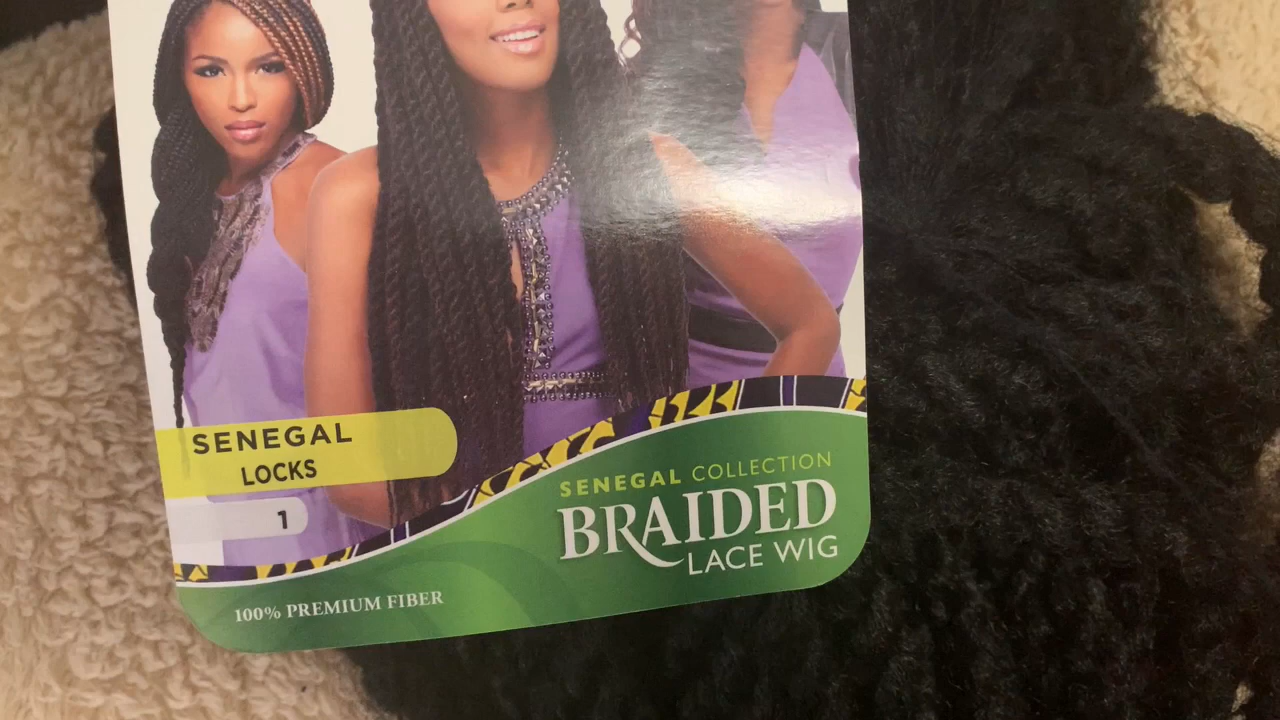 SENEGAL
LOCKS
1
SENEGAL COLLECTION
BRAIDED
LACE WIG
100% PREMIUM FIBER